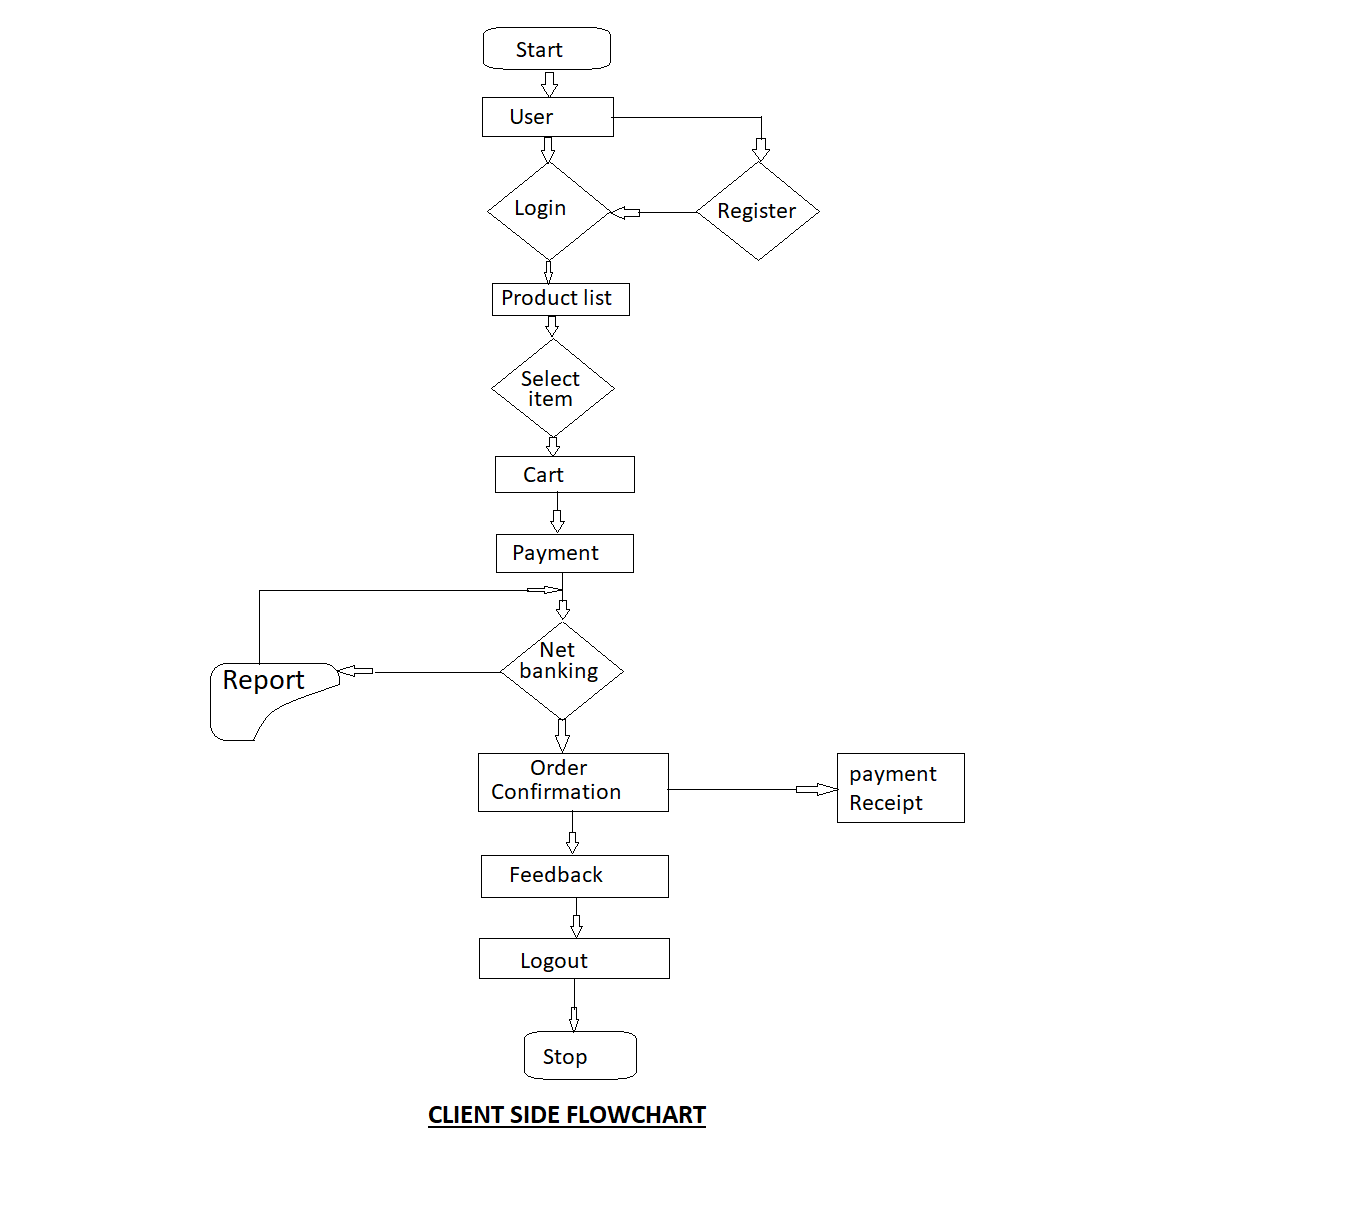 Start
User
Login
Register
Product list
Select
item
Cart
Payment
Net
banking
Report
Order
Confirmation
payment
Receipt
Feedback
Logout
Stop
CLIENT SIDE FLOWCHART